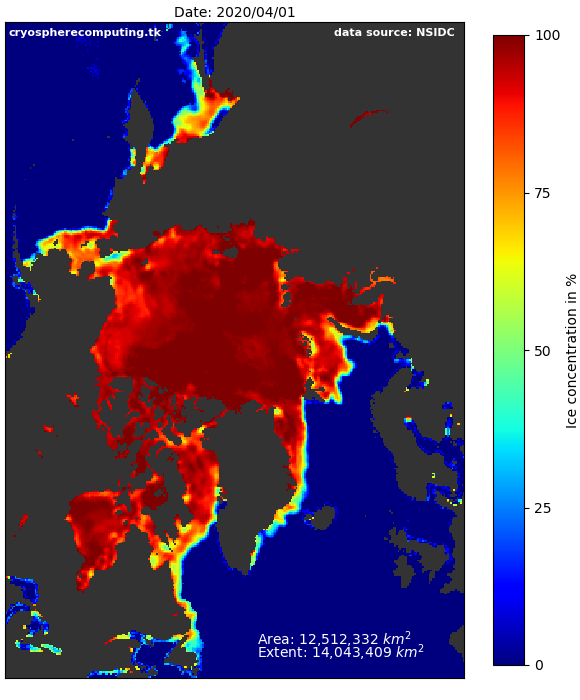 Date: 2020/04/01
cryospherecomputing.tk
data source: NSIDC
100
75
50
25
0
Ice concentration in %
Area: 12,512,332 km²
Extent: 14,043,409 km²